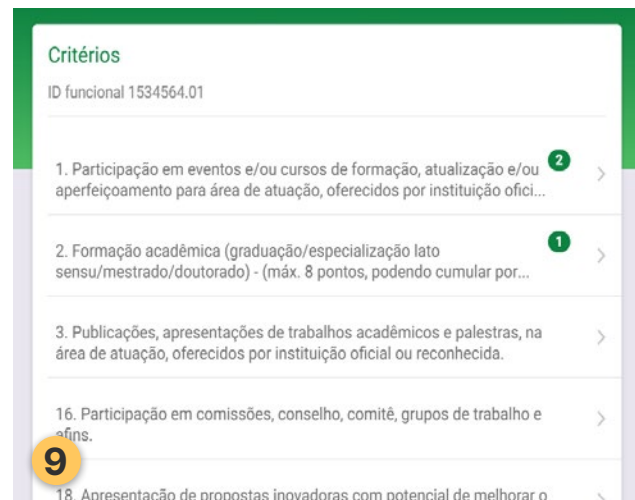 Critérios
ID funcional 1534564.01
1. Participação em eventos e/ou cursos de formação, atualização e/ou 2
aperfeiçoamento para área de atuação, oferecidos por instituição ofici...
2. Formação acadêmica (graduação/especialização lato 1
sensu/mestrado/doutorado) - (máx. 8 pontos, podendo cumular por...
3. Publicações, apresentações de trabalhos acadêmicos e palestras, na
área de atuação, oferecidos por instituição oficial ou reconhecida.
16. Participação em comissões, conselho, comitê, grupos de trabalho e
afins.
9
18. Apresentação de propostas inovadoras com potencial de melhorar o